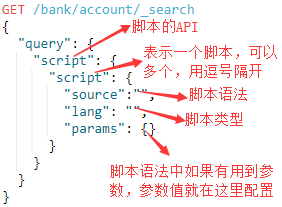 GET /bank/account/_search
{ 脚本的API
"query": {
"script": { 表示一个脚本，可以
"script": { 多个，用逗号隔开
"source":"", 脚本语法
"lang": "", 脚本类型
"params": {}
}
}
} 脚本语法中如果有用到参
} 数，参数值就在这里配置